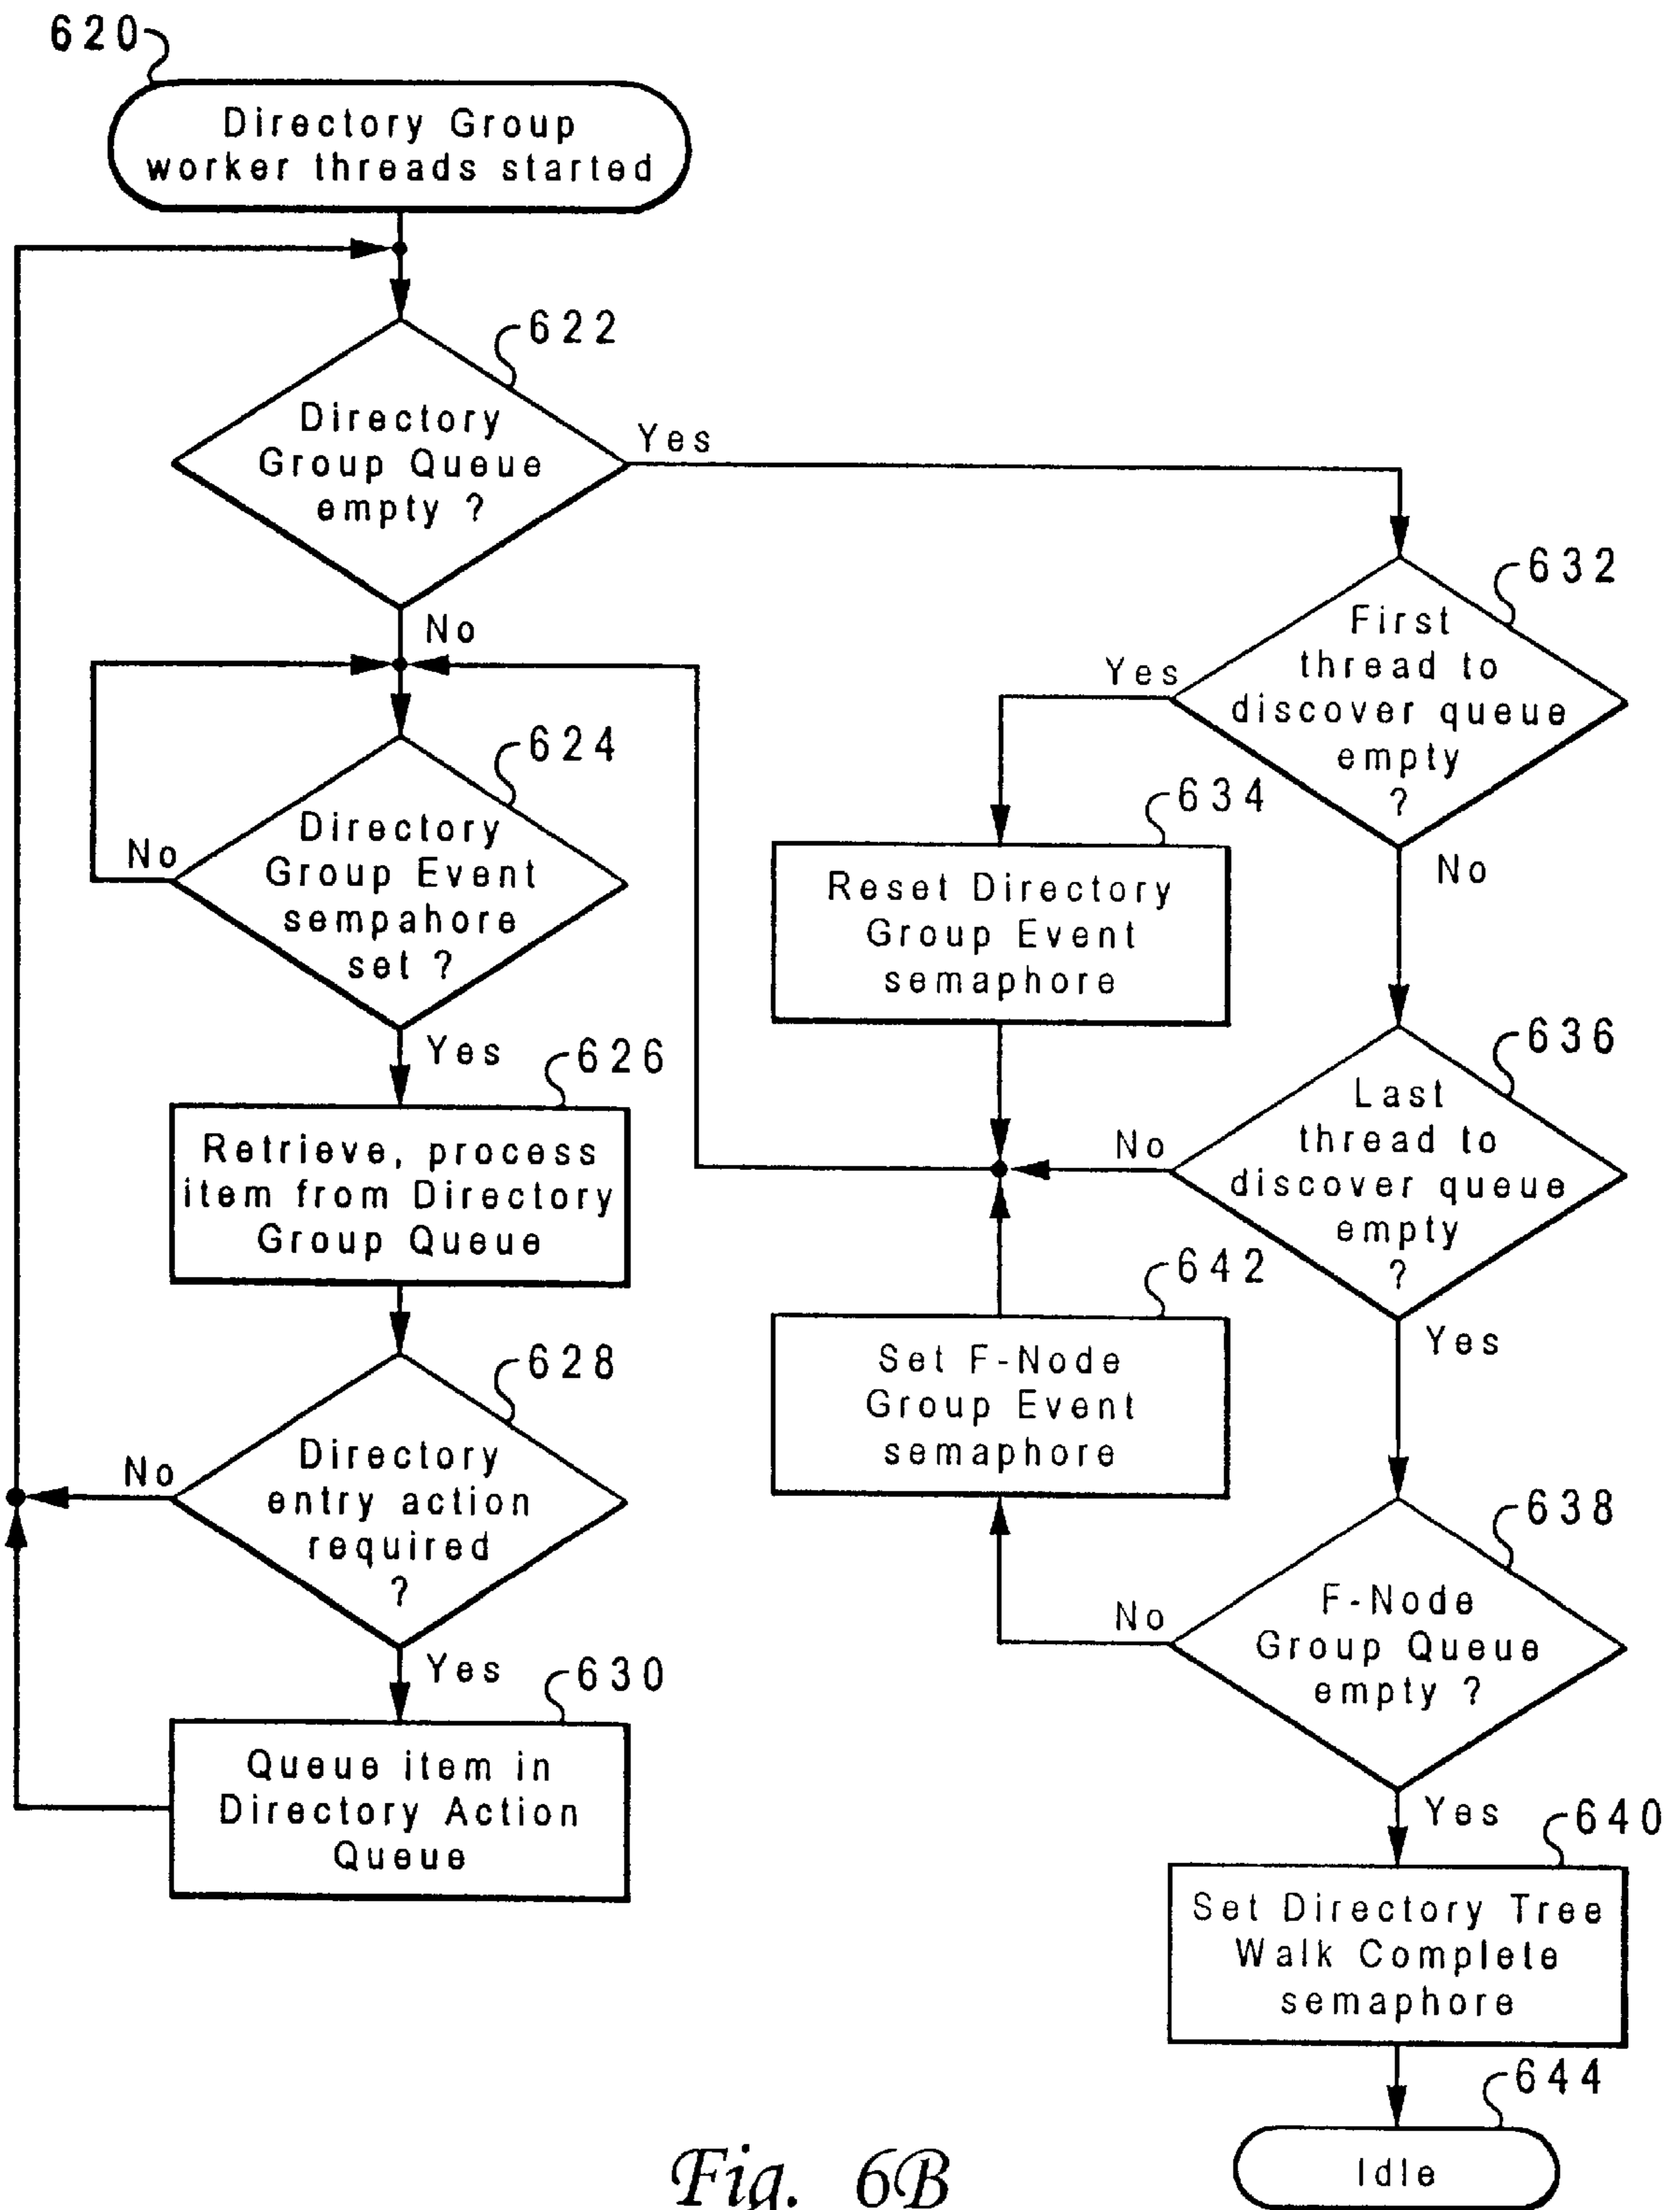 620
Directory Group
worker threads started
622
Directory
Group Queue
empty ?
Yes
No
624
Directory
Group Event
sempahore
set ?
No
Yes
626
Retrieve, process
item from Directory
Group Queue
628
Directory
entry action
required
?
No
Yes
630
Queue item in
Directory Action
Queue
632
First
thread to
discover queue
empty
?
Yes
No
634
Reset Directory
Group Event
semaphore
636
Last
thread to
discover queue
empty
?
No
Yes
642
Set F-Node
Group Event
semaphore
638
F-Node
Group Queue
empty ?
No
Yes
640
Set Directory Tree
Walk Complete
semaphore
644
Idle
Fig. 6B